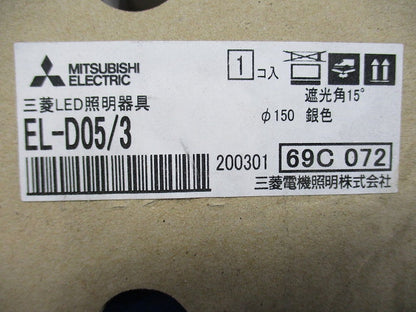 MITSUBISHI
ELECTRIC
1 コ入
三菱LED照明器具
遮光角15°
EL-D05/3
φ150 銀色
200301
69C 072
三菱電機照明株式会社